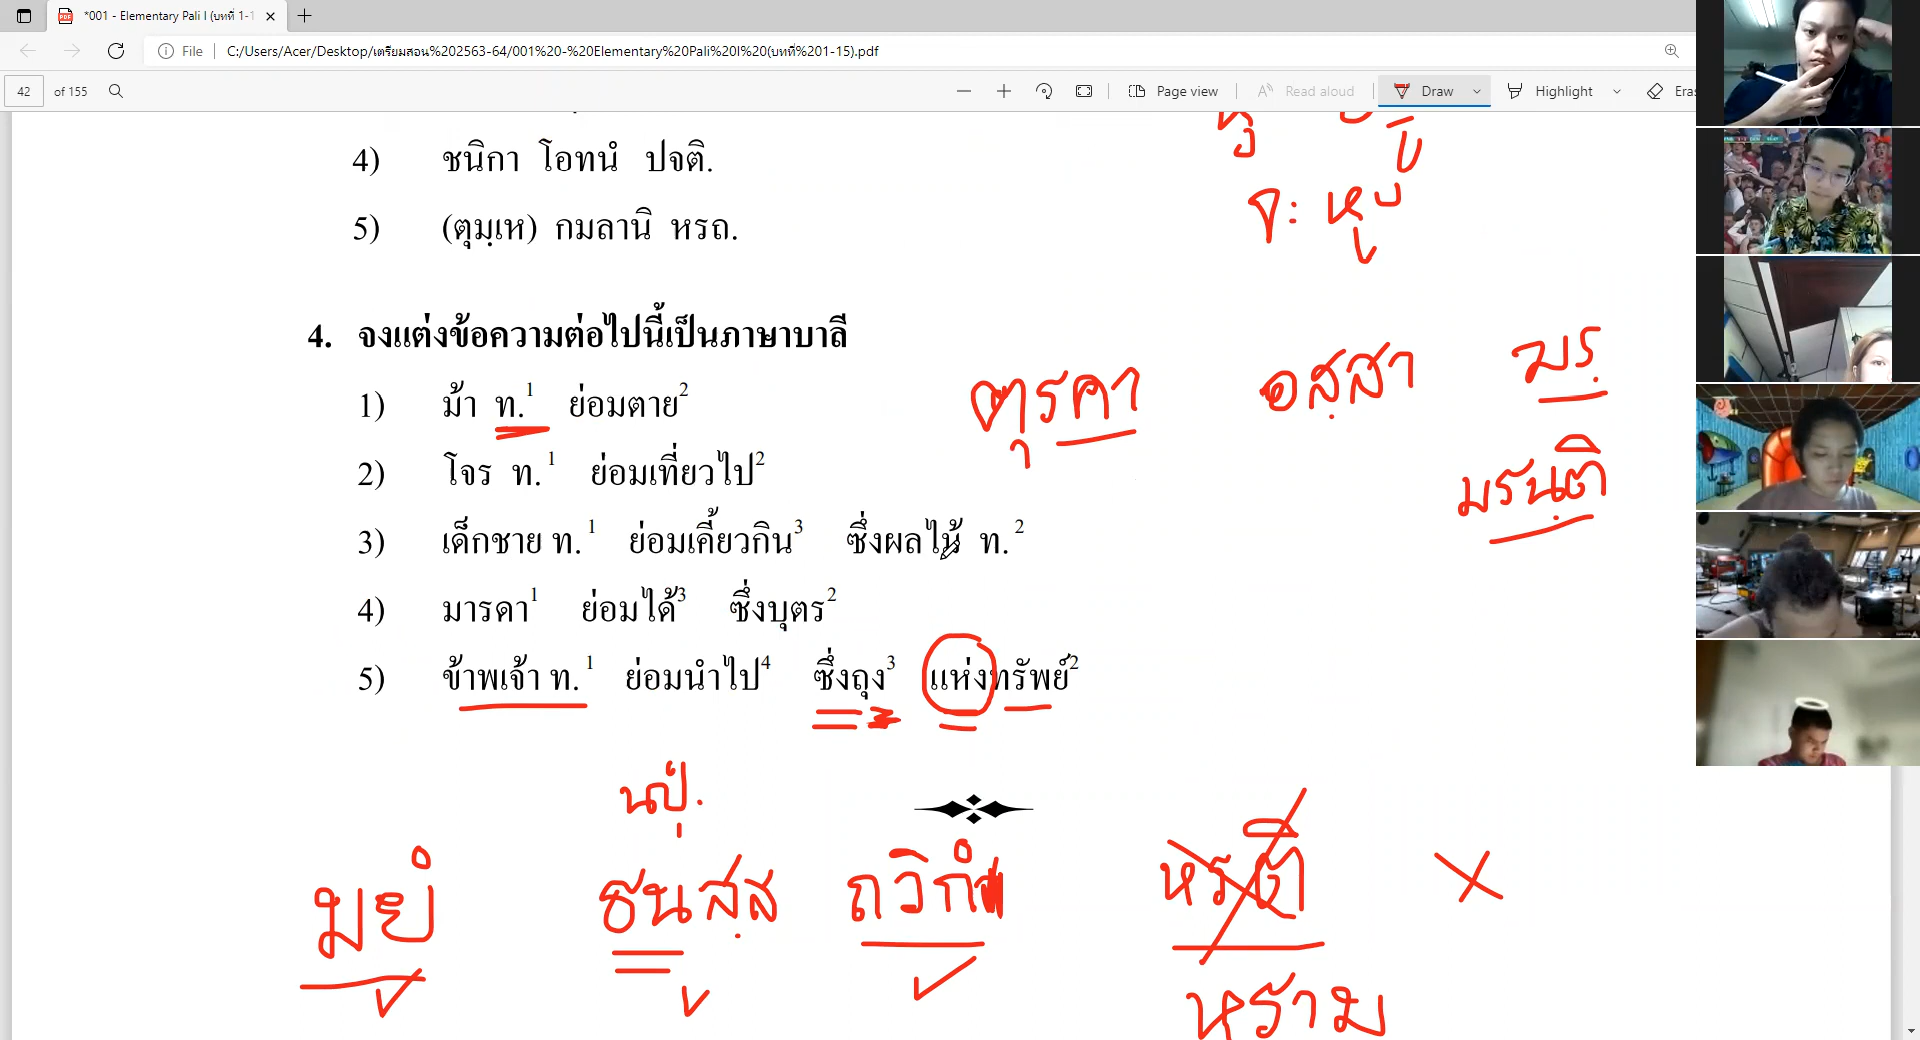 *001 - Elementary Pali I (บทที่ 1-1
File C:/Users/Acer/Desktop/เตรียมสอน%202563-64/001%20-%20Elementary%20Pali%20I%20(บทที่%201-15).pdf
42 of 155 Page view Read aloud Draw Highlight Eras
4) ชนิกา โอทนํ ปจติ.
5) (ตุมฺเห) กมลานิ หรถ.
4. จงแต่งข้อความต่อไปนี้เป็นภาษาบาลี
1) ม้า ท.1 ย่อมตาย2
ตุรคา อสฺสา มรฺ
2) โจร ท.1 ย่อมเที่ยวไป2
มรนฺติ
3) เด็กชาย ท.1 ย่อมเคี้ยวกิน3 ซึ่งผลไม้ ท.2
4) มารดา1 ย่อมได้3 ซึ่งบุตร2
5) ข้าพเจ้า ท.1 ย่อมนำไป4 ซึ่งถุง3 แห่งทรัพย์2
นปุํ.
มยํ ธนสฺส ถวิกํ หรติ
หราม